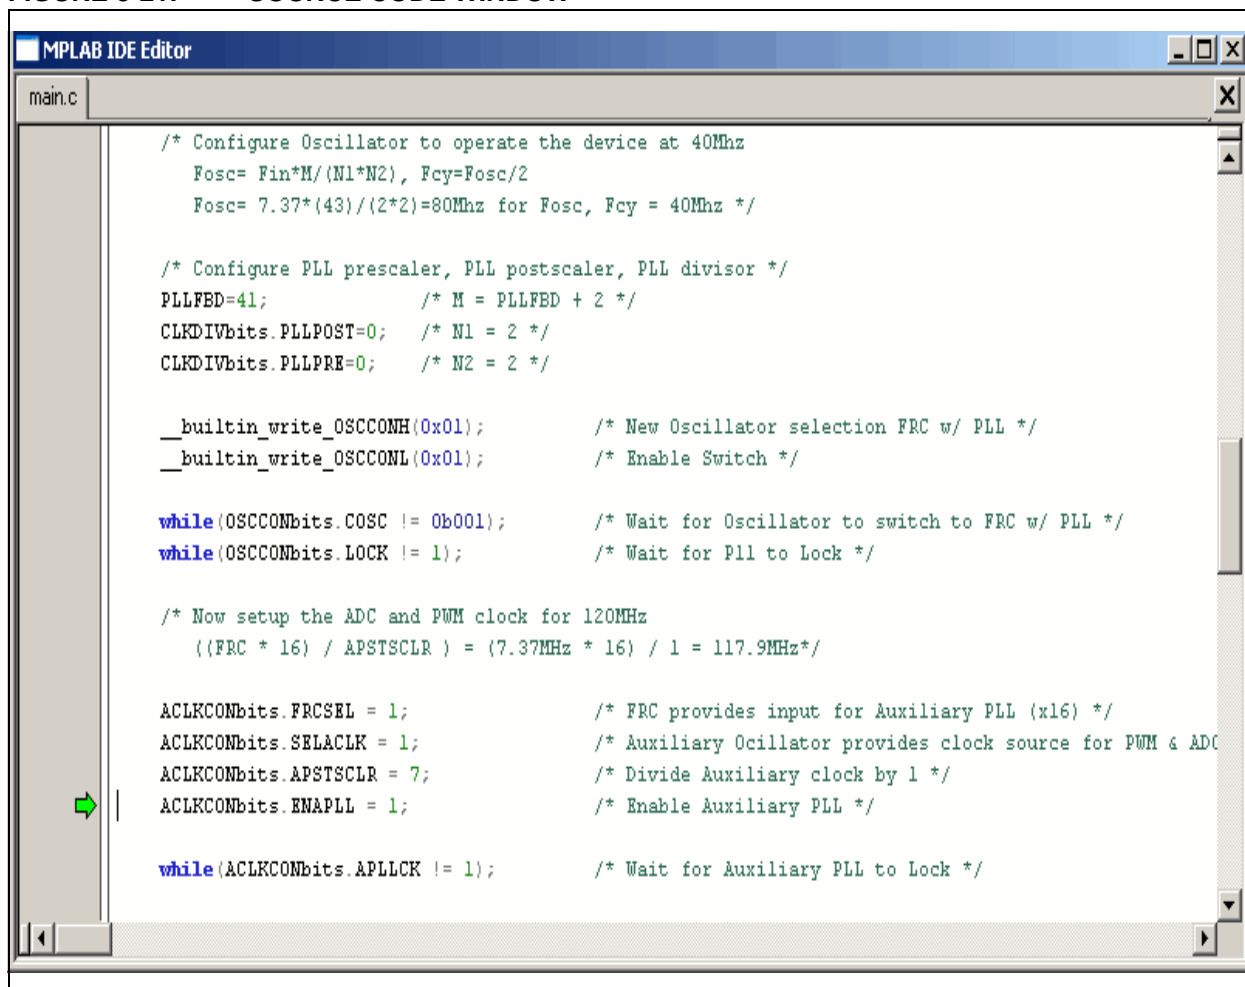 MPLAB IDE Editor
main.c
/* Configure Oscillator to operate the device at 40Mhz
Fosc= Fin*M/(N1*N2), Fcy=Fosc/2
Fosc= 7.37*(43)/(2*2)=80Mhz for Fosc, Fcy = 40Mhz */
/* Configure PLL prescaler, PLL postscaler, PLL divisor */
PLLFBD=41; /* M = PLLFBD + 2 */
CLKDIVbits.PLLPOST=0; /* N1 = 2 */
CLKDIVbits.PLLPRE=0; /* N2 = 2 */
__builtin_write_OSCCONH(0x01); /* New Oscillator selection FRC w/ PLL */
__builtin_write_OSCCONL(0x01); /* Enable Switch */
while(OSCCONbits.COSC != 0b001); /* Wait for Oscillator to switch to FRC w/ PLL */
while(OSCCONbits.LOCK != 1); /* Wait for Pll to Lock */
/* Now setup the ADC and PWM clock for 120MHz
((FRC * 16) / APSTSCLR ) = (7.37MHz * 16) / 1 = 117.9MHz*/
ACLKCONbits.FRCSEL = 1; /* FRC provides input for Auxiliary PLL (x16) */
ACLKCONbits.SELACLK = 1; /* Auxiliary Ocillator provides clock source for PWM & ADC
ACLKCONbits.APSTSCLR = 7; /* Divide Auxiliary clock by 1 */
ACLKCONbits.ENAPLL = 1; /* Enable Auxiliary PLL */
while(ACLKCONbits.APLLCK != 1); /* Wait for Auxiliary PLL to Lock */